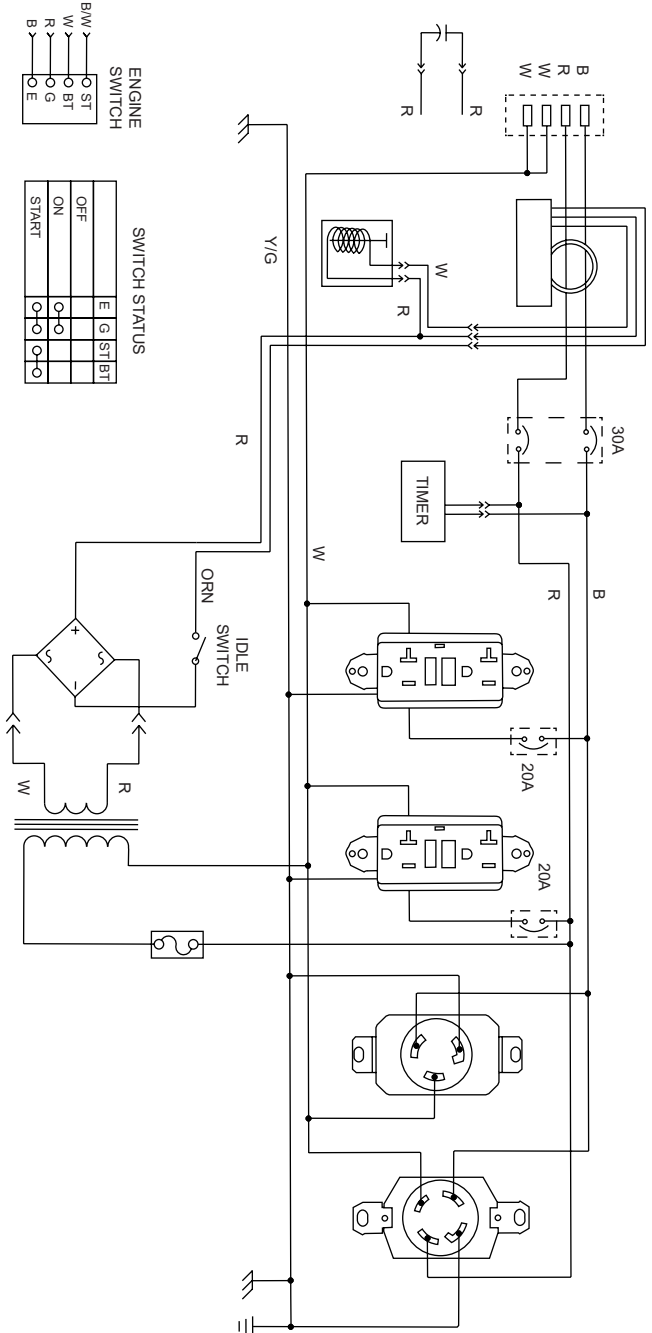 B
R
W
W
R
R
30A
B
R
TIMER
20A
20A
W
R
W
Y/G
R
ORN
IDLE
SWITCH
R
W
ENGINE
SWITCH
B/W
W
R
B
ST
BT
G
E
SWITCH STATUS
E G ST BT
OFF
ON
START